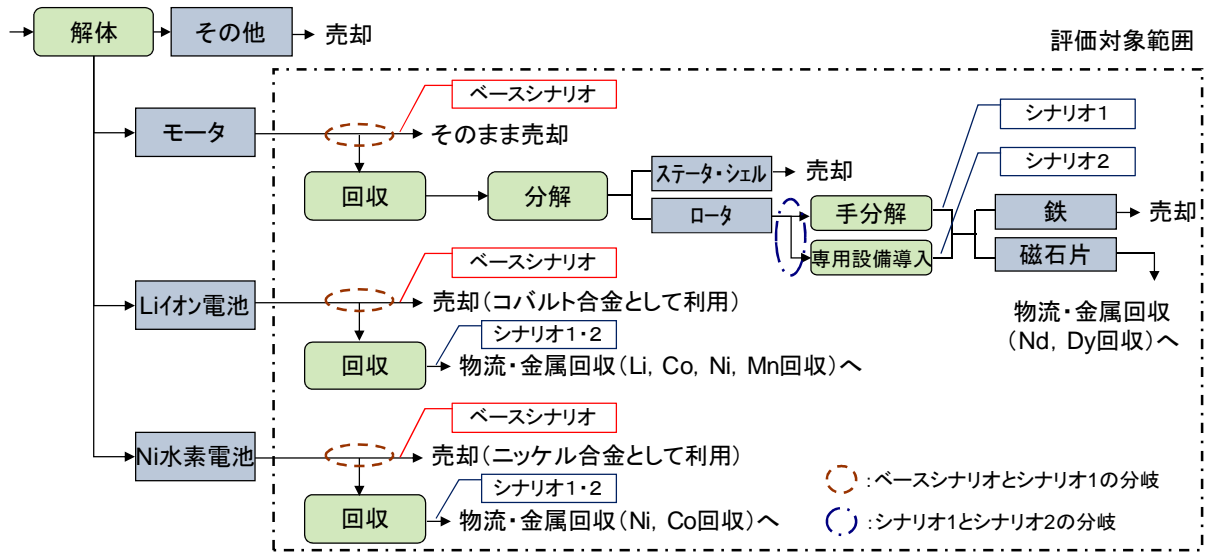 解体
その他
売却
評価対象範囲
ベースシナリオ
シナリオ1
モータ
そのまま売却
シナリオ2
ステータ・シェル
売却
回収
分解
ロータ
手分解
鉄
売却
専用設備導入
磁石片
ベースシナリオ
Liイオン電池
売却(コバルト合金として利用)
物流・金属回収
(Nd, Dy回収)へ
シナリオ1・2
回収
物流・金属回収(Li, Co, Ni, Mn回収)へ
ベースシナリオ
Ni水素電池
売却(ニッケル合金として利用)
シナリオ1・2
:ベースシナリオとシナリオ1の分岐
回収
物流・金属回収(Ni, Co回収)へ
:シナリオ1とシナリオ2の分岐